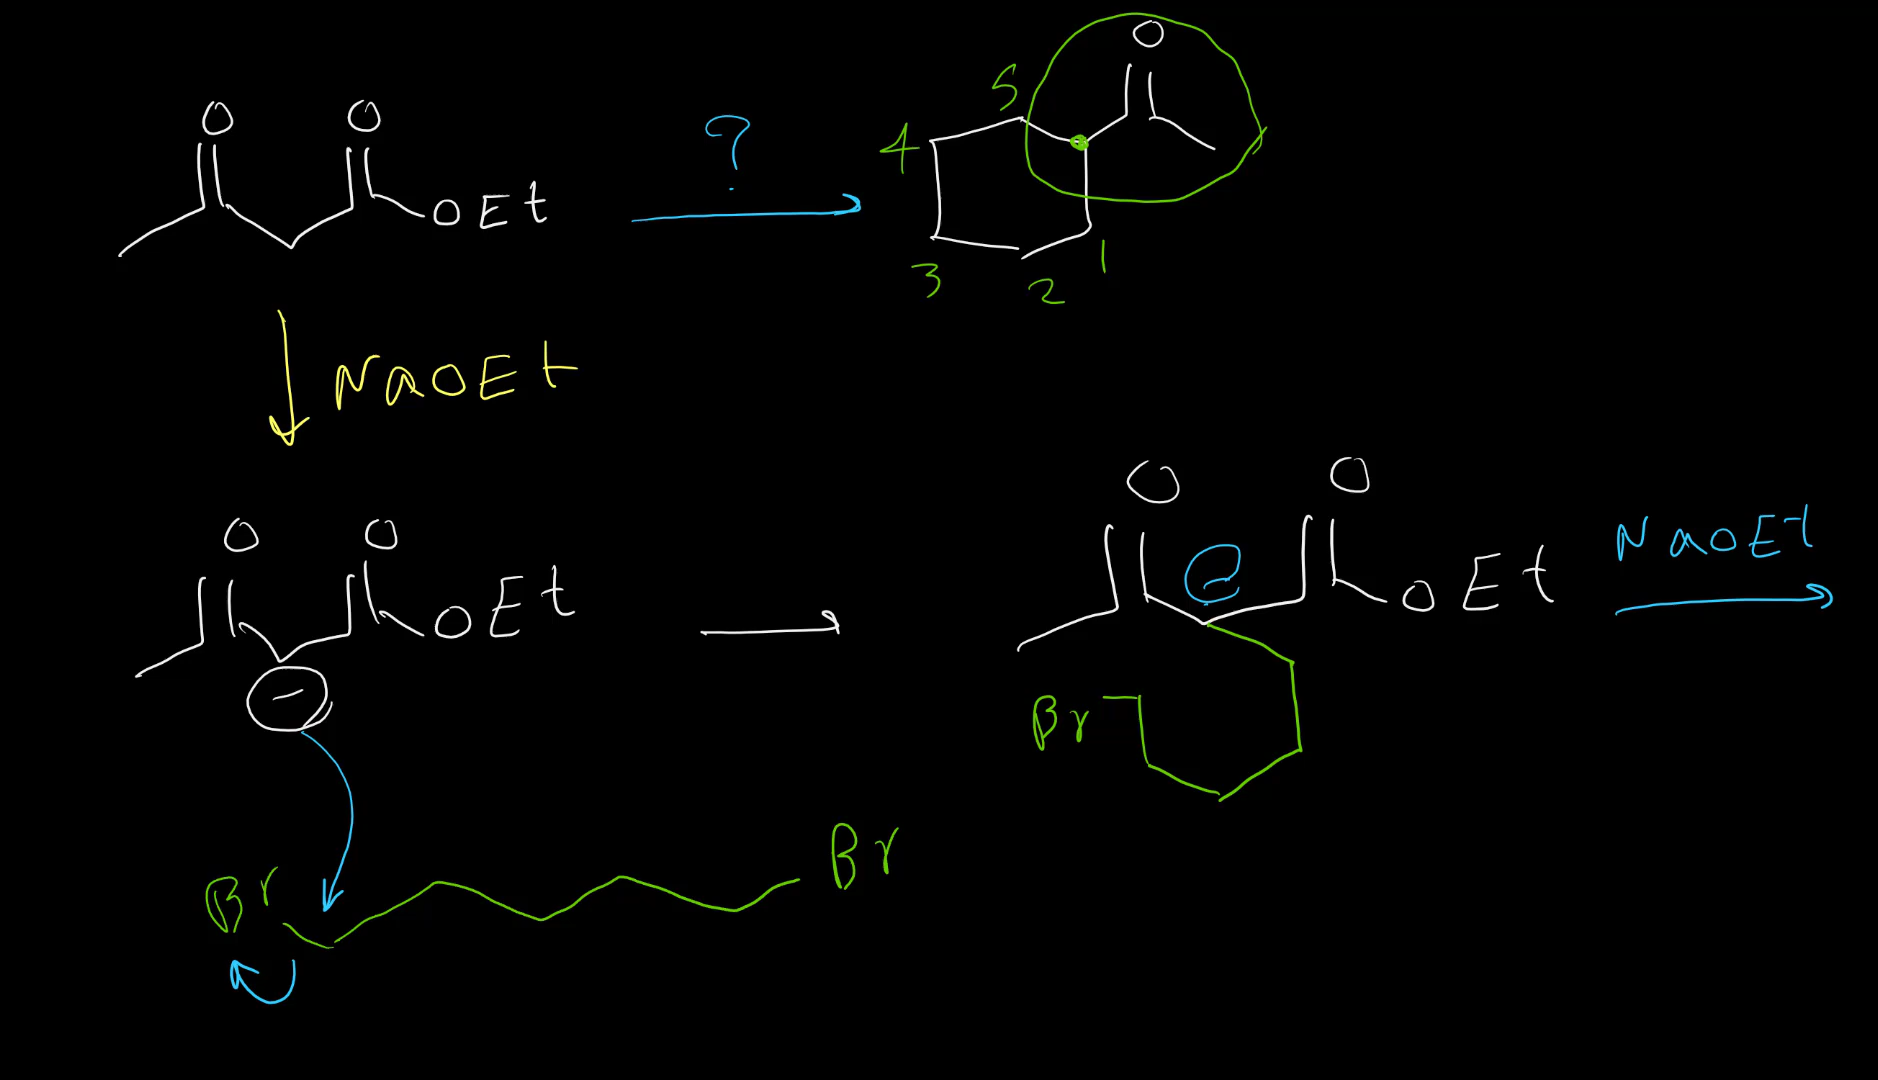 O
O O ? 5
4
OEt
1
3 2
NaOEt
O O
NaOEt
O O
OEt OEt
Br
Br
Br